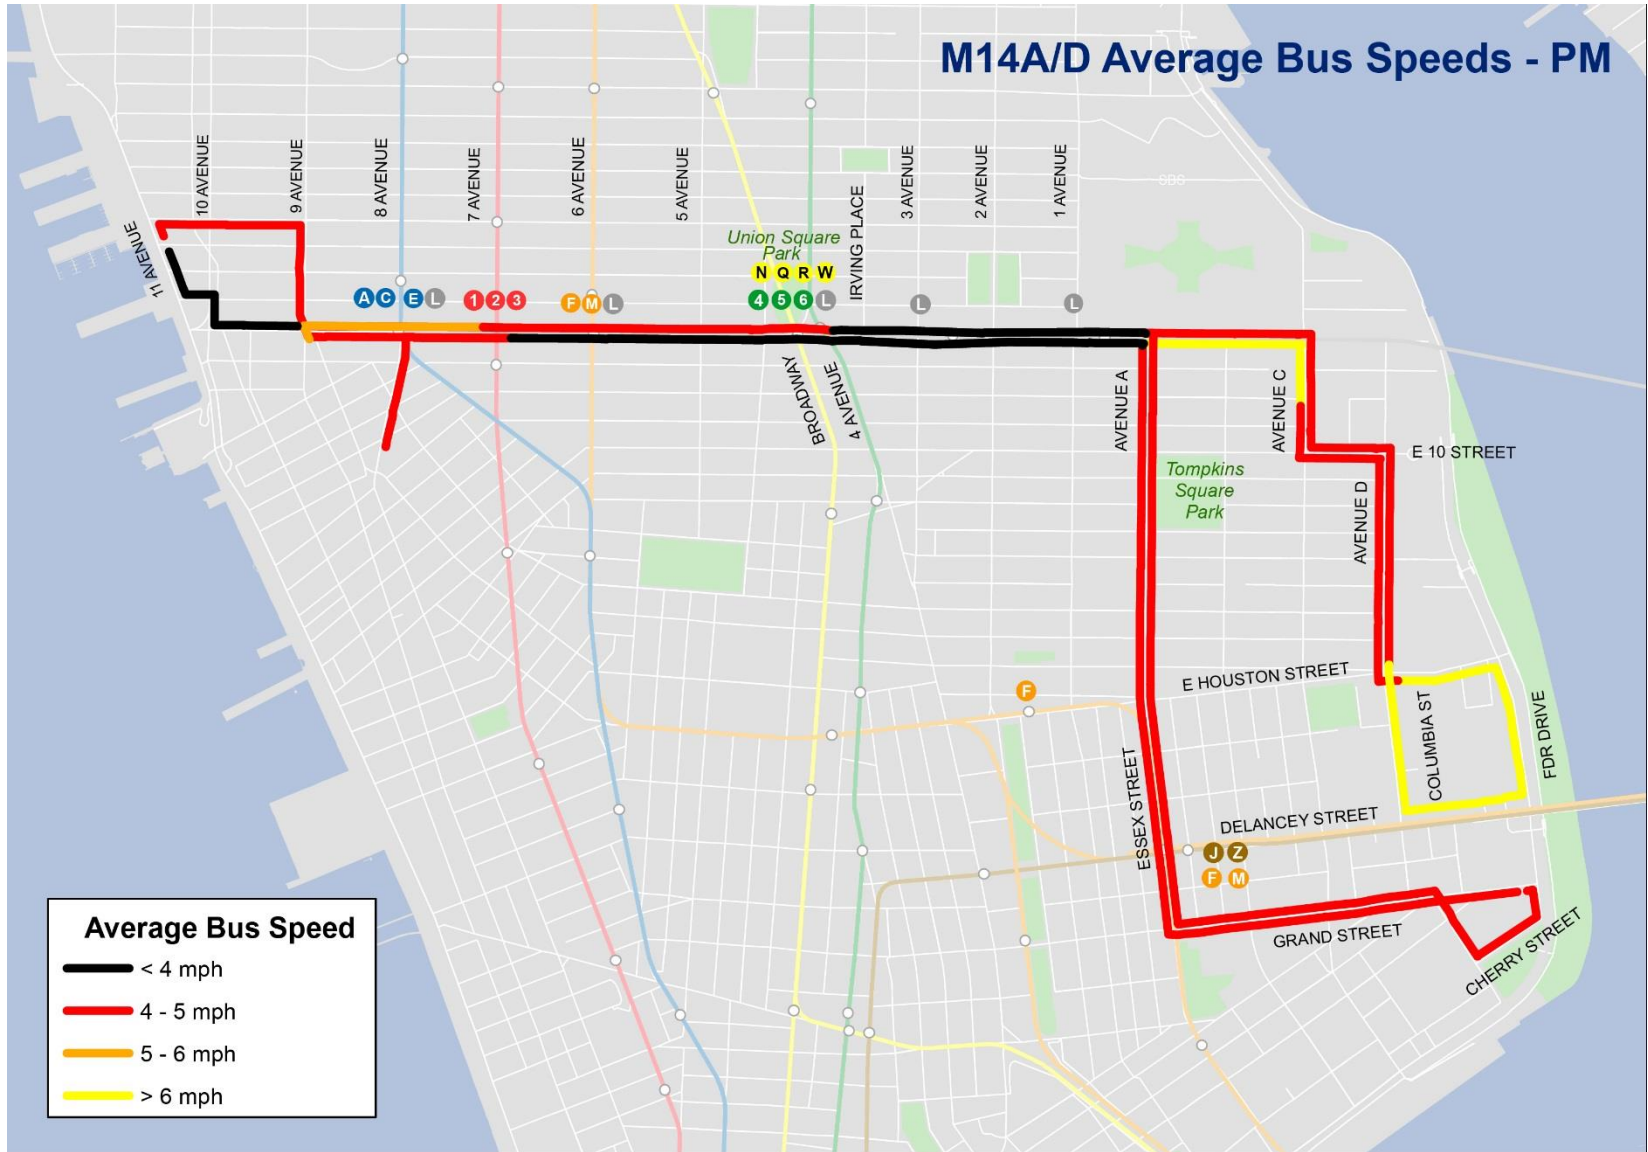 M14A/D Average Bus Speeds - PM
10 AVENUE
9 AVENUE
8 AVENUE
7 AVENUE
6 AVENUE
5 AVENUE
IRVING PLACE
3 AVENUE
2 AVENUE
1 AVENUE
SBS
11 AVENUE
Union Square
Park
N Q R W
A C E L
1 2 3
F M L
4 5 6 L
L
L
BROADWAY
4 AVENUE
AVENUE A
AVENUE C
E 10 STREET
Tompkins
Square
Park
AVENUE D
E HOUSTON STREET
F
COLUMBIA ST
FDR DRIVE
ESSEX STREET
DELANCEY STREET
J Z
F M
GRAND STREET
CHERRY STREET
Average Bus Speed
< 4 mph
4 - 5 mph
5 - 6 mph
> 6 mph